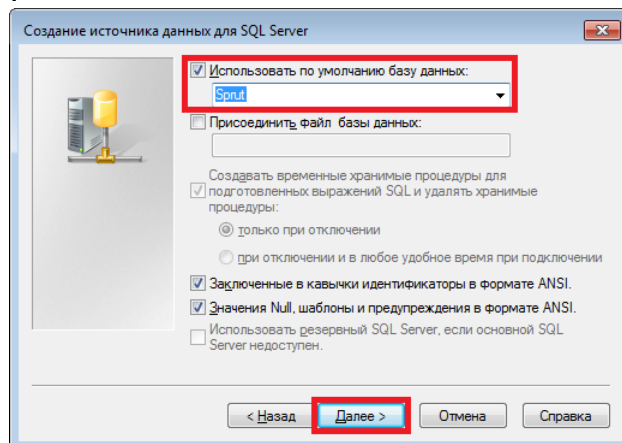 Создание источника данных для SQL Server
Использовать по умолчанию базу данных:
Sprut
Присоединить файл базы данных:
Создавать временные хранимые процедуры для
подготовленных выражений SQL и удалять хранимые
процедуры:
только при отключении
при отключении и в любое удобное время при подключении
Заключенные в кавычки идентификаторы в формате ANSI.
Значения Null, шаблоны и предупреждения в формате ANSI.
Использовать резервный SQL Server, если основной SQL
Server недоступен.
< Назад Далее > Отмена Справка